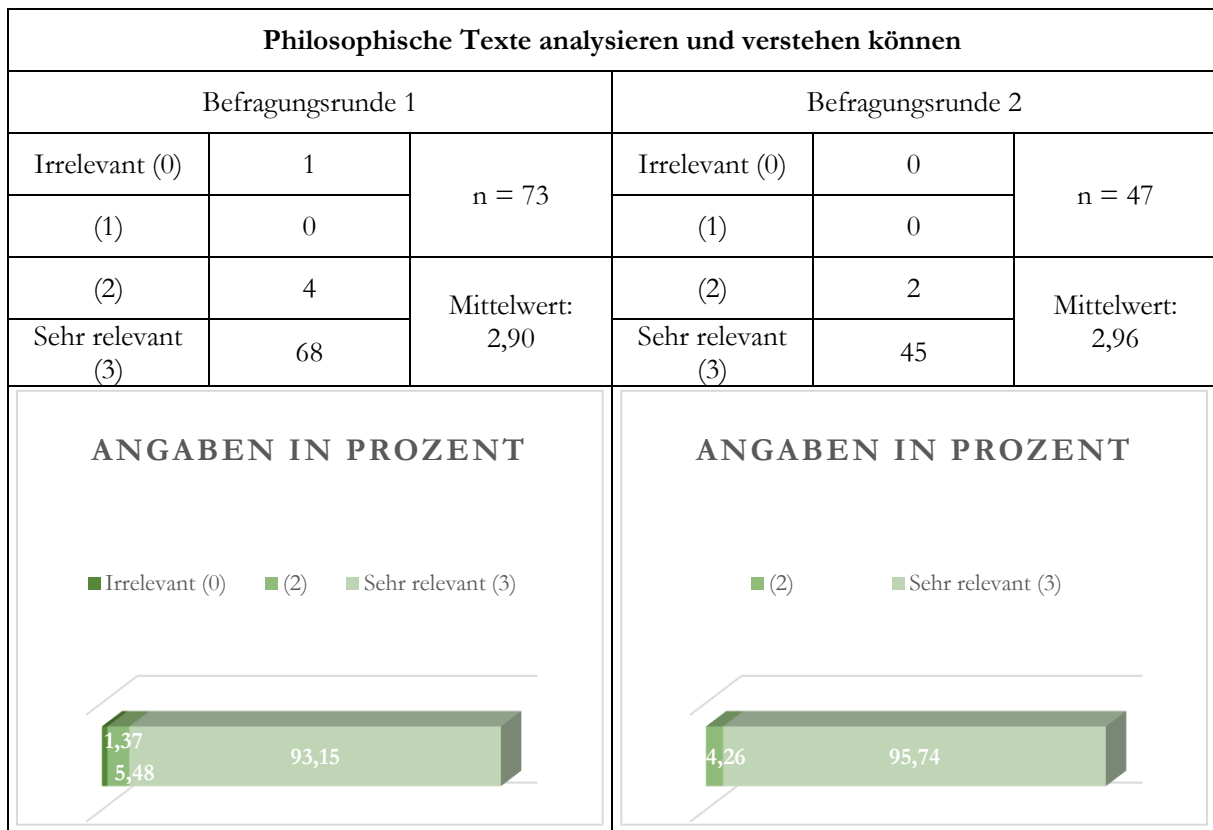 Philosophische Texte analysieren und verstehen können
Befragungsrunde 1
Befragungsrunde 2
Irrelevant (0)
1
n = 73
Irrelevant (0)
0
n = 47
(1)
0
(1)
0
(2)
4
Mittelwert:
2,90
(2)
2
Mittelwert:
2,96
Sehr relevant
(3)
68
Sehr relevant
(3)
45
ANGABEN IN PROZENT
Irrelevant (0) (2) Sehr relevant (3)
1,37
5,48
93,15
ANGABEN IN PROZENT
(2) Sehr relevant (3)
4,26
95,74